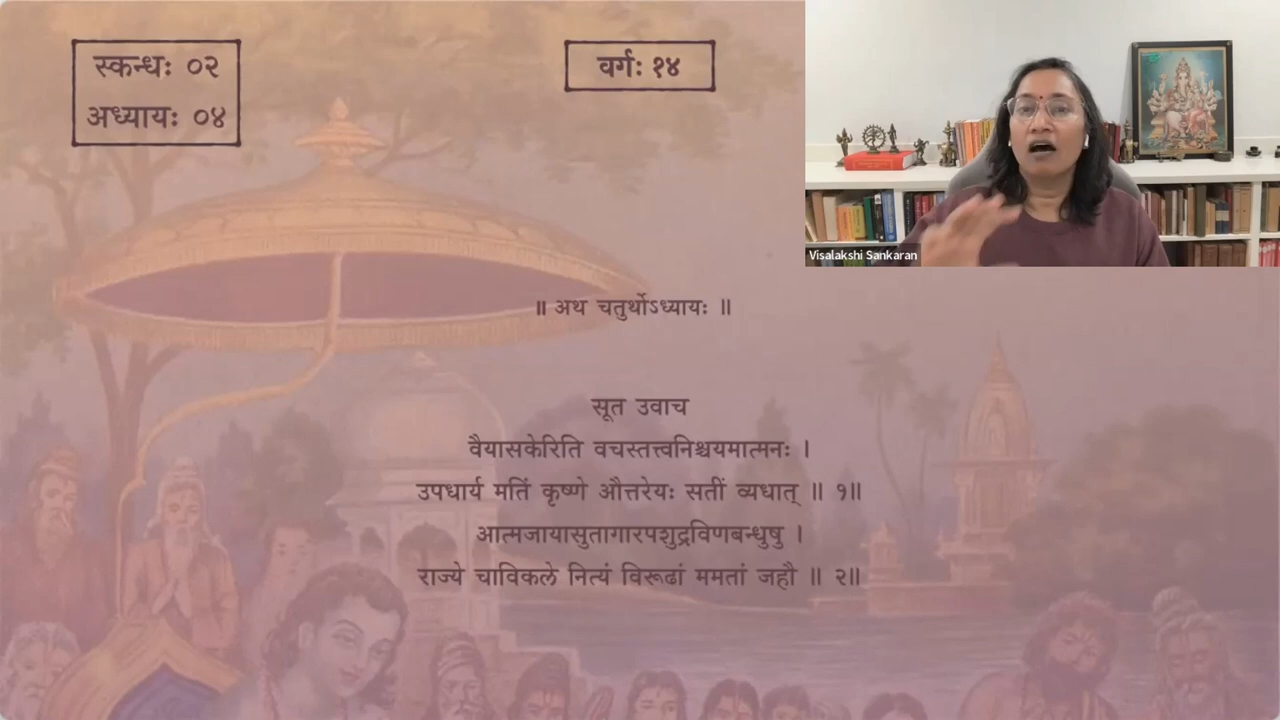 स्कन्धः ०२
अध्यायः ०४
वर्गः १४
Visalakshi Sankaran
॥ अथ चतुर्थोऽध्यायः ॥
सूत उवाच
वैयासकेरिति वचस्तत्त्वनिश्चयमात्मनः ।
उपधार्य मतिं कृष्णे औत्तरेयः सतीं व्यधात् ॥ १॥
आत्मजायासुतागारपशुद्रविणबन्धुषु ।
राज्ये चाविकले नित्यं विरूढां ममतां जहौ ॥ २॥